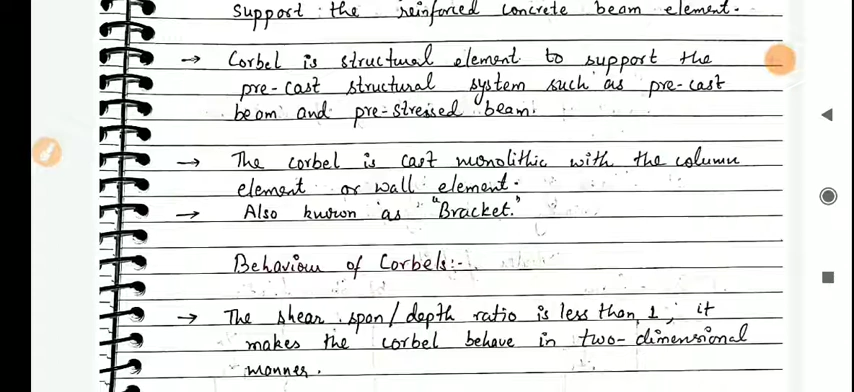 support the reinforced concrete beam element.
→ Corbel is structural element to support the
pre-cast structural system such as pre-cast
beam and pre-stressed beam.
→ The corbel is cast monolithic with the column
element or wall element.
→ Also known as "Bracket."
Behaviour of Corbels:-
→ The shear span/depth ratio is less than 1; it
makes the corbel behave in two-dimensional
manner.